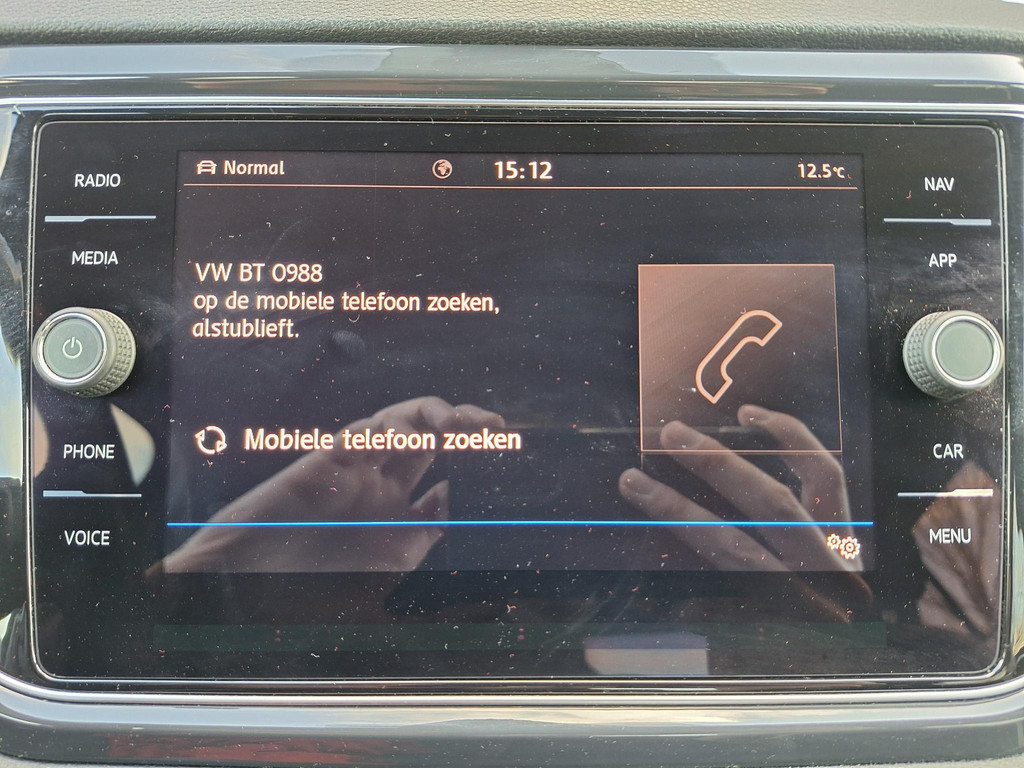 Normal 15:12 12.5°C
RADIO
MEDIA
PHONE
VOICE
VW BT 0988
op de mobiele telefoon zoeken,
alstublieft.
Mobiele telefoon zoeken
NAV
APP
CAR
MENU